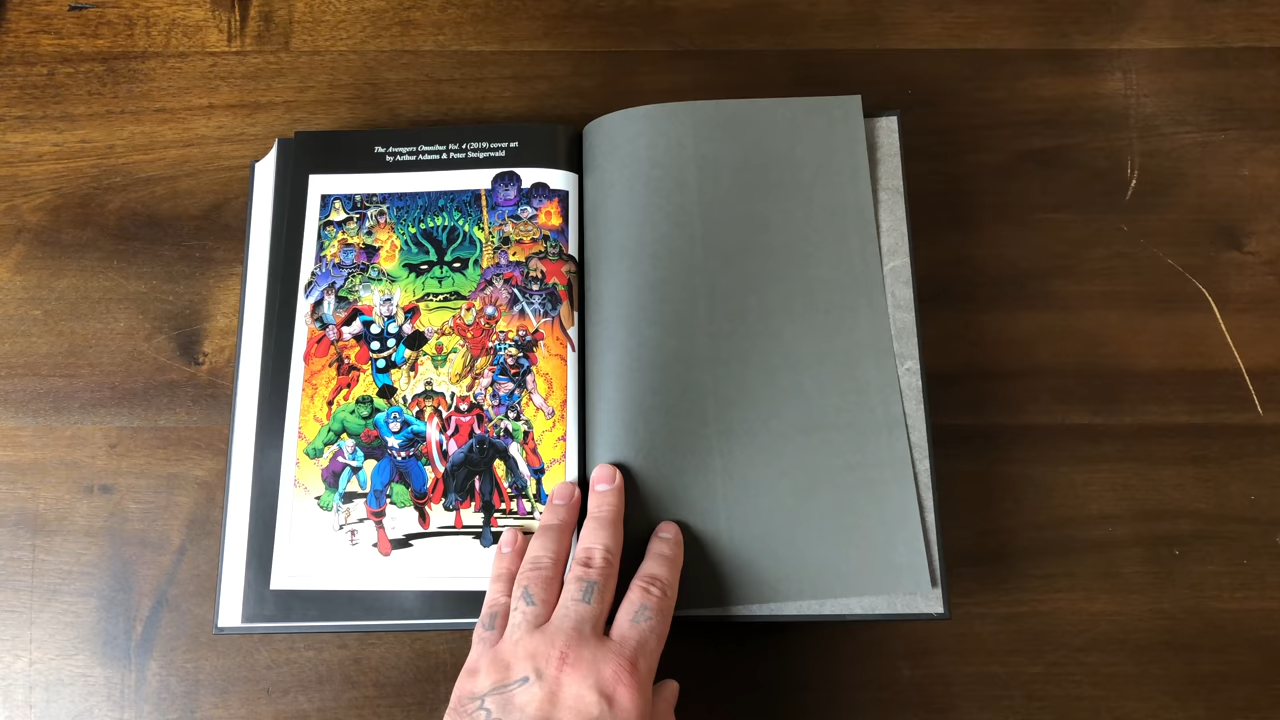 The Avengers Omnibus Vol. 4 (2019) cover art
by Arthur Adams & Peter Steigerwald